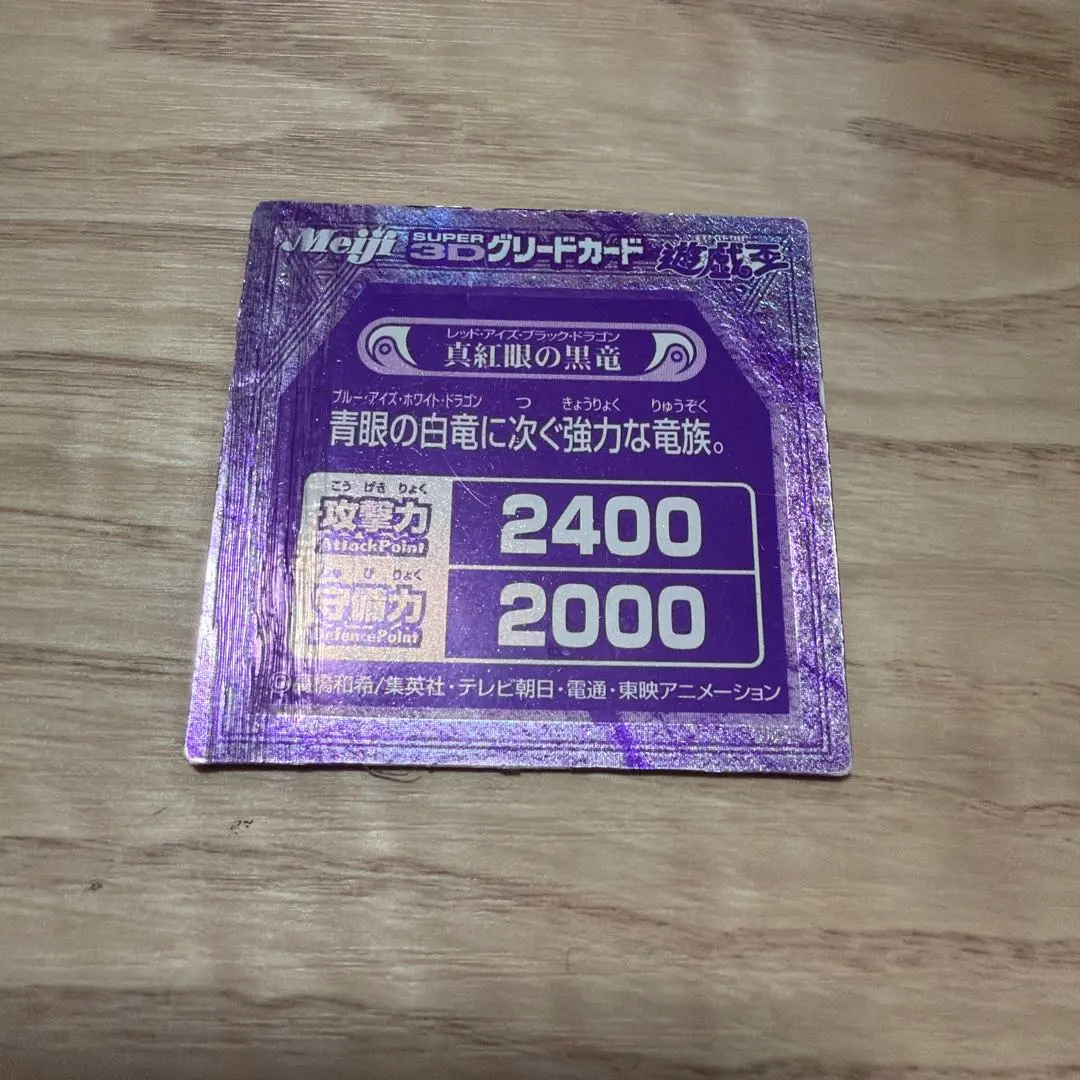 Meiji SUPER 3Dグリードカード 遊戯王
レッド・アイズ・ブラック・ドラゴン
真紅眼の黒竜
ブルー・アイズ・ホワイト・ドラゴン つ きょうりょく りゅうぞく
青眼の白竜に次ぐ強力な竜族。
こう げき りょく
攻撃力 2400
AttackPoint
しゅ び りょく
守備力 2000
DefencePoint
©高橋和希/集英社・テレビ朝日・電通・東映アニメーション